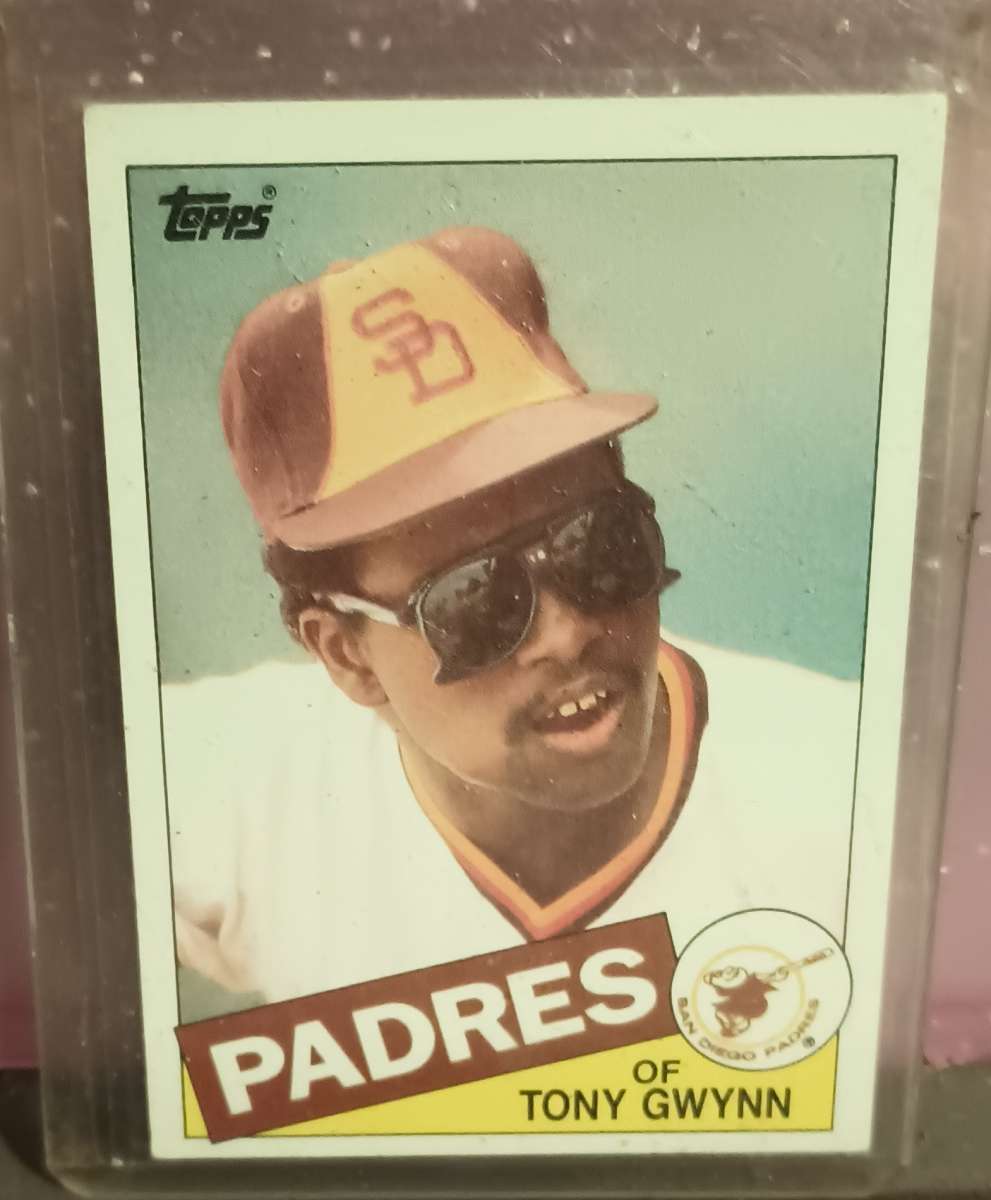 Topps®
SD
PADRES
SAN DIEGO PADRES®
OF
TONY GWYNN